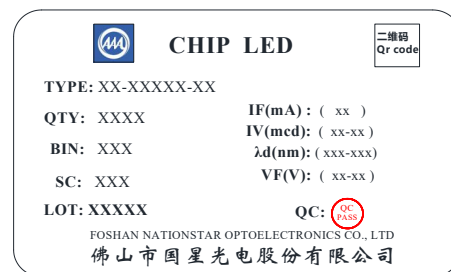 CHIP LED
二维码
Qr code
TYPE: XX-XXXXX-XX
QTY: XXXX
BIN: XXX
SC: XXX
LOT: XXXXX
IF(mA) : ( xx )
IV(mcd): ( xx-xx )
λd(nm): ( xxx-xxx)
VF(V): ( xx-xx )
QC: QC
PASS
FOSHAN NATIONSTAR OPTOELECTRONICS CO., LTD
佛山市国星光电股份有限公司